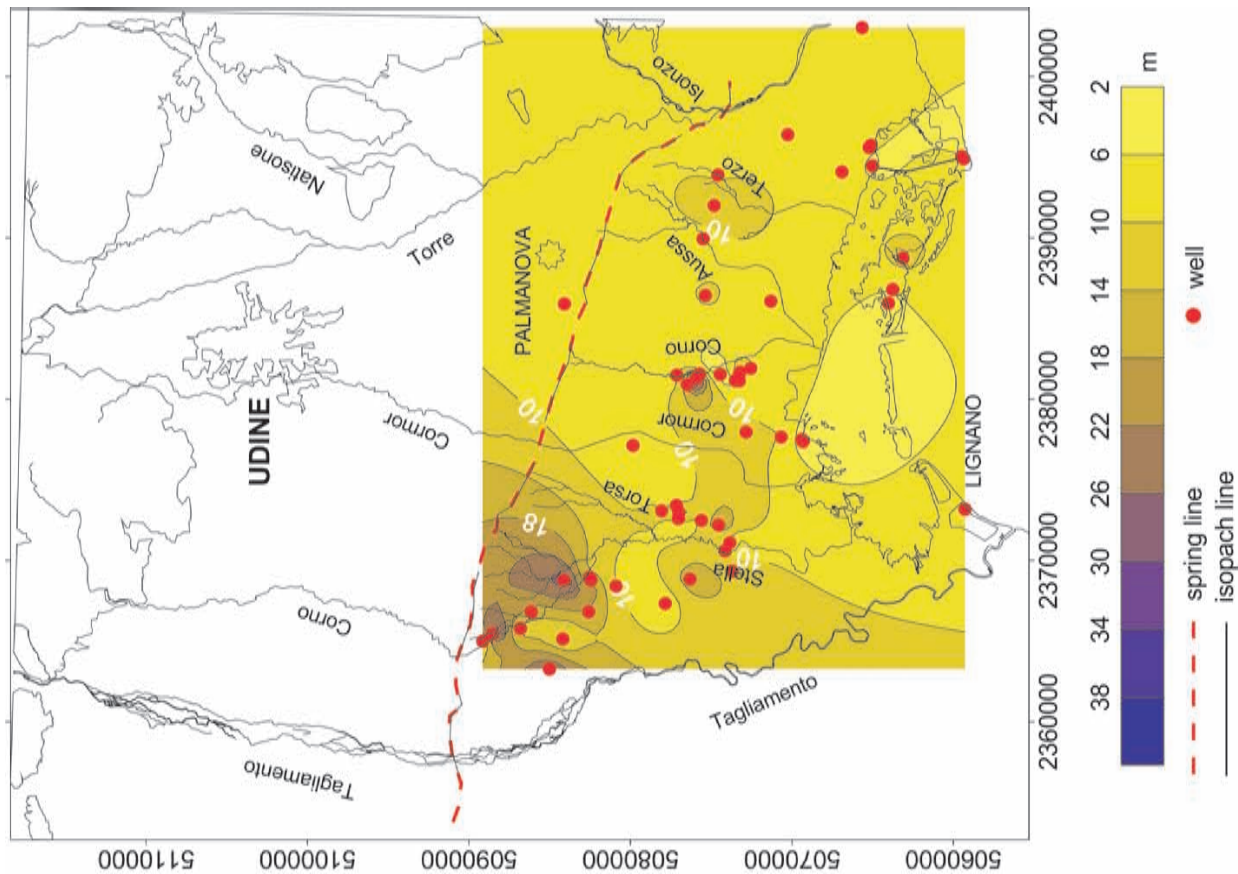 Natisone
Torre
Isonzo
UDINE
PALMANOVA
Terzo
10
Aussa
Cormor
10
Corno
10
Cormor
10
Corno
Torsa
18
10
Stella
10
LIGNANO
Tagliamento
Tagliamento
2400000
2390000
2380000
2370000
2360000
5110000
5100000
5090000
5080000
5070000
5060000
m
2
6
10
14
18
22
26
30
34
38
spring line
isopach line
well